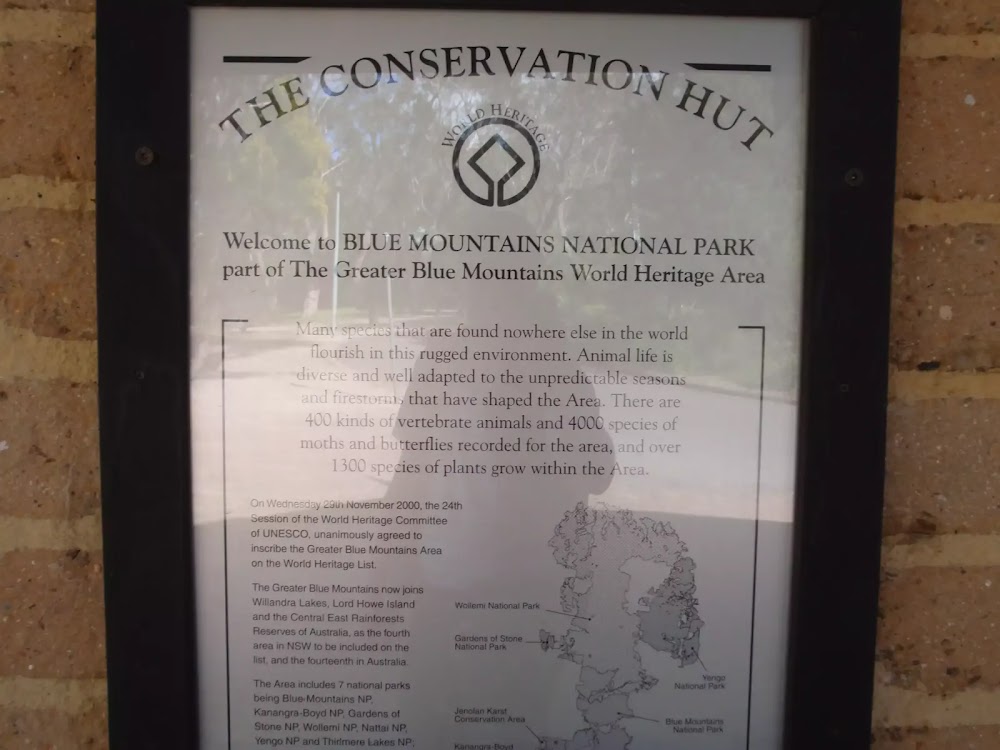 THE CONSERVATION HUT
WORLD HERITAGE
Welcome to BLUE MOUNTAINS NATIONAL PARK
part of The Greater Blue Mountains World Heritage Area
Many species that are found nowhere else in the world
flourish in this rugged environment. Animal life is
diverse and well adapted to the unpredictable seasons
and firestorms that have shaped the Area. There are
400 kinds of vertebrate animals and 4000 species of
moths and butterflies recorded for the area, and over
1300 species of plants grow within the Area.
On Wednesday 29th November 2000, the 24th
Session of the World Heritage Committee
of UNESCO, unanimously agreed to
inscribe the Greater Blue Mountains Area
on the World Heritage List.
The Greater Blue Mountains now joins
Willandra Lakes, Lord Howe Island
and the Central East Rainforests
Reserves of Australia, as the fourth
area in NSW to be included on the
list, and the fourteenth in Australia.
The Area includes 7 national parks
being Blue Mountains NP,
Kanangra-Boyd NP, Gardens of
Stone NP, Wollemi NP, Nattai NP,
Yengo NP and Thirlmere Lakes NP,
Wollemi National Park
Gardens of Stone
National Park
Yengo
National Park
Jenolan Karst
Conservation Area
Blue Mountains
National Park
Kanangra-Boyd